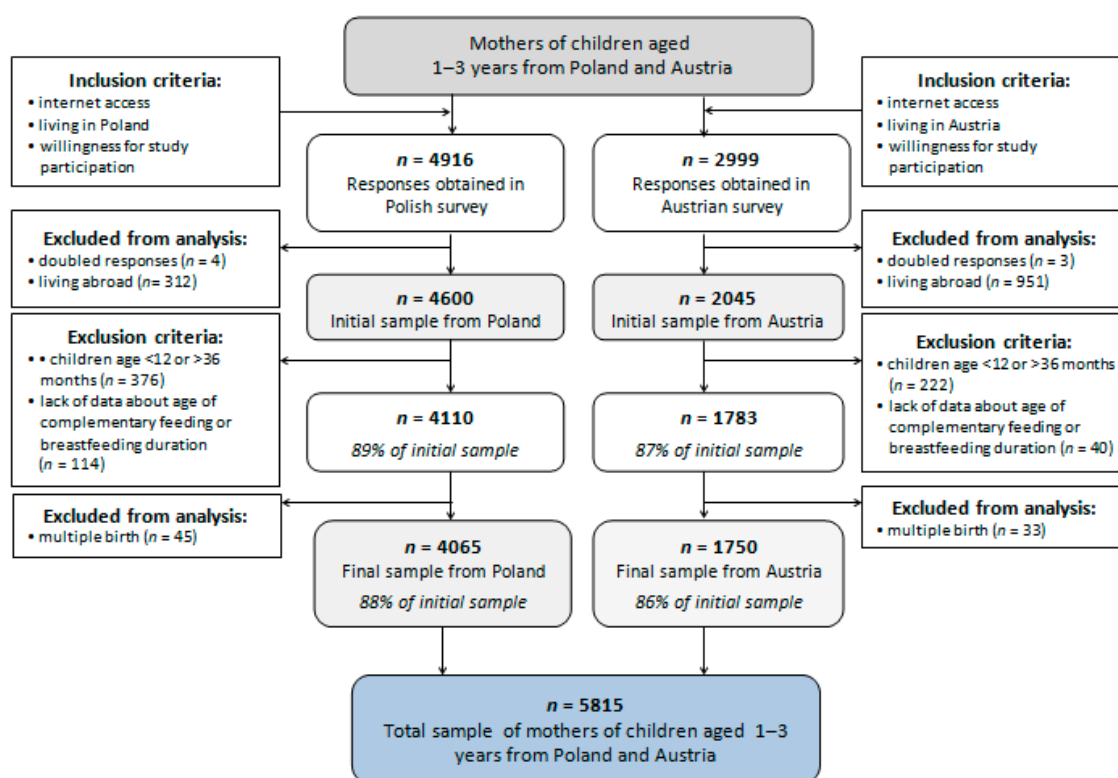 Mothers of children aged
1–3 years from Poland and Austria
Inclusion criteria:
• internet access
• living in Poland
• willingness for study
participation
Inclusion criteria:
• internet access
• living in Austria
• willingness for study
participation
n = 4916
Responses obtained in
Polish survey
n = 2999
Responses obtained in
Austrian survey
Excluded from analysis:
• doubled responses (n = 4)
• living abroad (n= 312)
Excluded from analysis:
• doubled responses (n = 3)
• living abroad (n = 951)
n = 4600
Initial sample from Poland
n = 2045
Initial sample from Austria
Exclusion criteria:
• • children age <12 or >36
months (n = 376)
• lack of data about age of
complementary feeding or
breastfeeding duration
(n = 114)
Exclusion criteria:
• children age <12 or >36 months
(n = 222)
• lack of data about age of
complementary feeding or
breastfeeding duration (n = 40)
n = 4110
89% of initial sample
n = 1783
87% of initial sample
Excluded from analysis:
• multiple birth (n = 45)
Excluded from analysis:
• multiple birth (n = 33)
n = 4065
Final sample from Poland
88% of initial sample
n = 1750
Final sample from Austria
86% of initial sample
n = 5815
Total sample of mothers of children aged 1–3
years from Poland and Austria